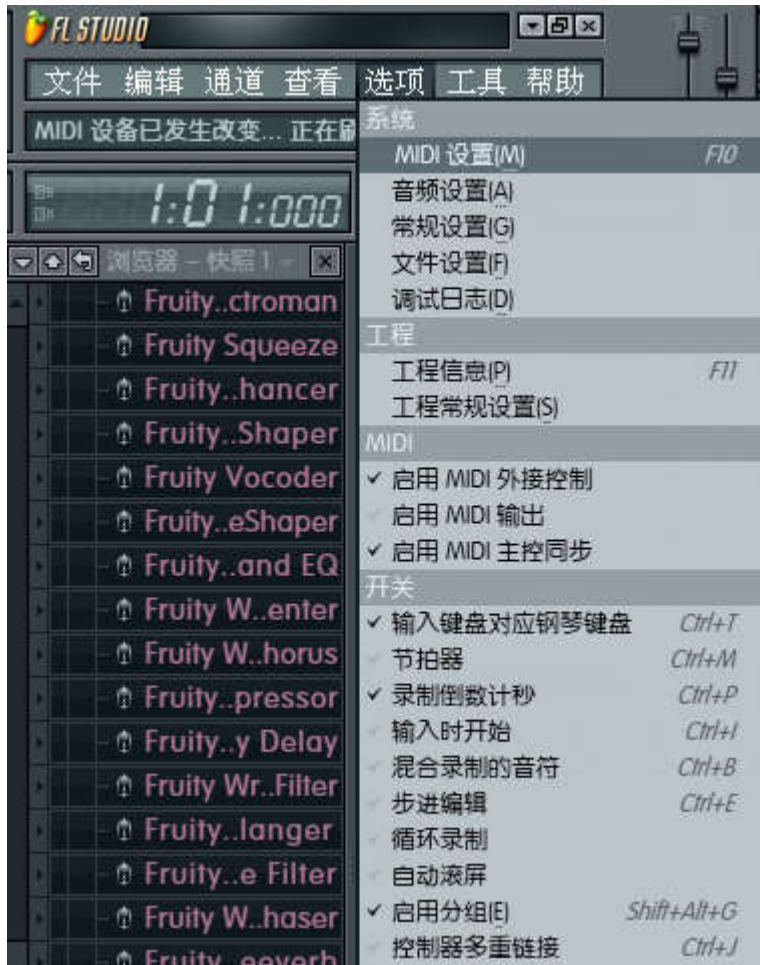 FL STUDIO
文件 编辑 通道 查看 选项 工具 帮助
MIDI 设备已发生改变... 正在
1:01:000
浏览器 - 快照 1
Fruity..ctroman
Fruity Squeeze
Fruity..hancer
Fruity..Shaper
Fruity Vocoder
Fruity..eShaper
Fruity..and EQ
Fruity W..enter
Fruity W..horus
Fruity..pressor
Fruity..y Delay
Fruity Wr..Filter
Fruity..langer
Fruity..e Filter
Fruity W..haser
Fruity..eeverb
系统
MIDI 设置(M) F10
音频设置(A)
常规设置(G)
文件设置(F)
调试日志(D)
工程
工程信息(P) F11
工程常规设置(S)
MIDI
启用 MIDI 外接控制
启用 MIDI 输出
启用 MIDI 主控同步
开关
输入键盘对应钢琴键盘 Ctrl+T
节拍器 Ctrl+M
录制倒数计秒 Ctrl+P
输入时开始 Ctrl+I
混合录制的音符 Ctrl+B
步进编辑 Ctrl+E
循环录制
自动滚屏
启用分组(E) Shift+Alt+G
控制器多重链接 Ctrl+J